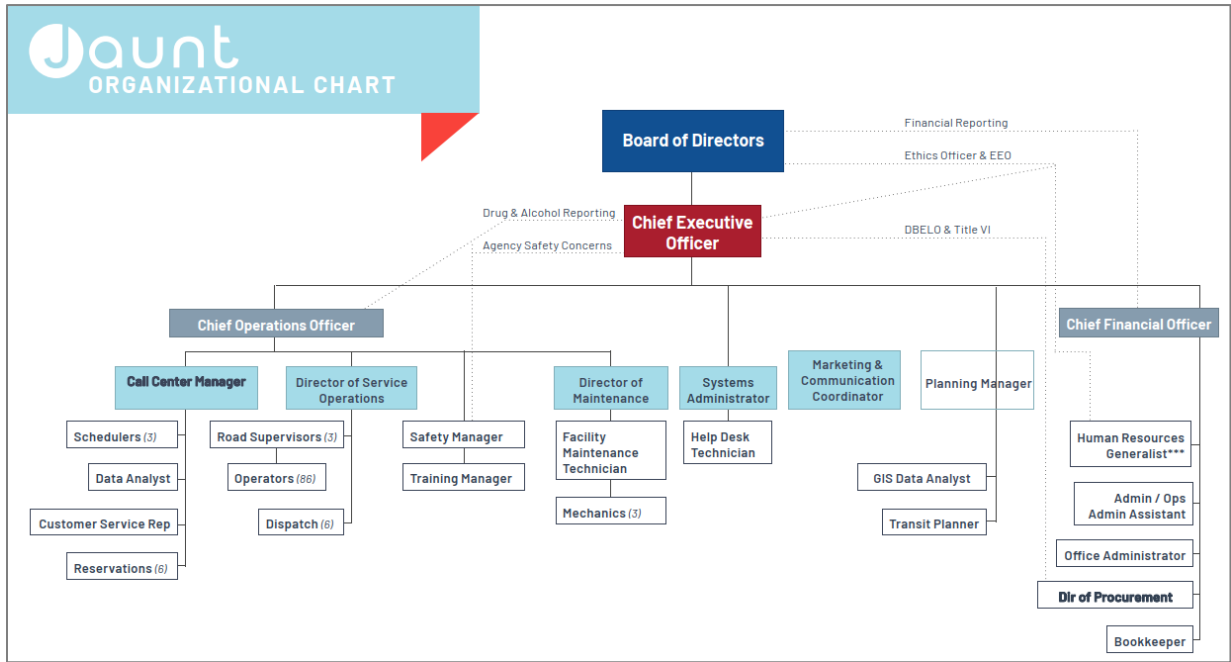 Jaunt
ORGANIZATIONAL CHART
Board of Directors
Financial Reporting
Ethics Officer & EEO
Drug & Alcohol Reporting
Chief Executive
Officer
DBELO & Title VI
Agency Safety Concerns
Chief Operations Officer
Chief Financial Officer
Call Center Manager
Director of Service
Operations
Director of
Maintenance
Systems
Administrator
Marketing &
Communication
Coordinator
Planning Manager
Schedulers (3)
Data Analyst
Customer Service Rep
Reservations (6)
Road Supervisors (3)
Operators (86)
Dispatch (6)
Safety Manager
Training Manager
Facility
Maintenance
Technician
Mechanics (3)
Help Desk
Technician
GIS Data Analyst
Transit Planner
Human Resources
Generalist***
Admin / Ops
Admin Assistant
Office Administrator
Dir of Procurement
Bookkeeper